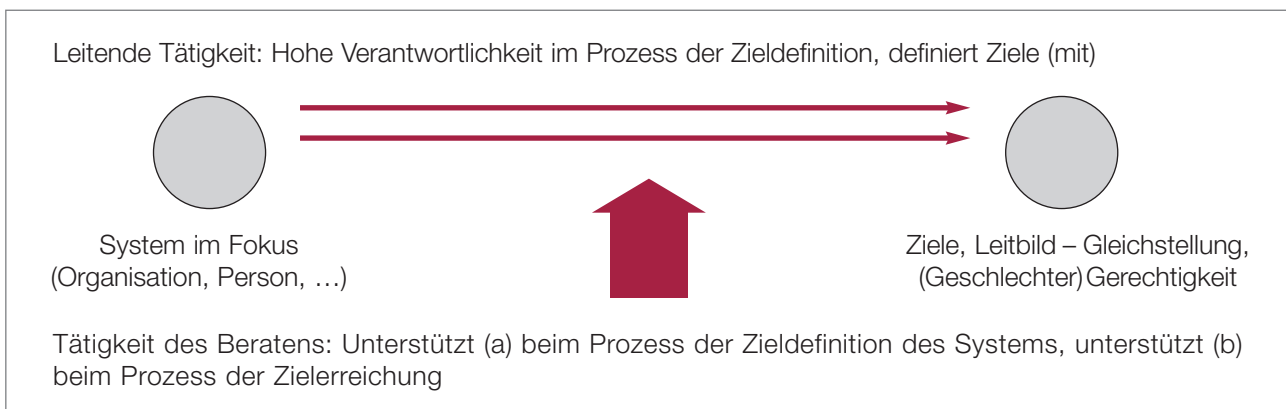 Leitende Tätigkeit: Hohe Verantwortlichkeit im Prozess der Zieldefinition, definiert Ziele (mit)
System im Fokus
(Organisation, Person, …)
Ziele, Leitbild – Gleichstellung,
(Geschlechter) Gerechtigkeit
Tätigkeit des Beratens: Unterstützt (a) beim Prozess der Zieldefinition des Systems, unterstützt (b)
beim Prozess der Zielerreichung